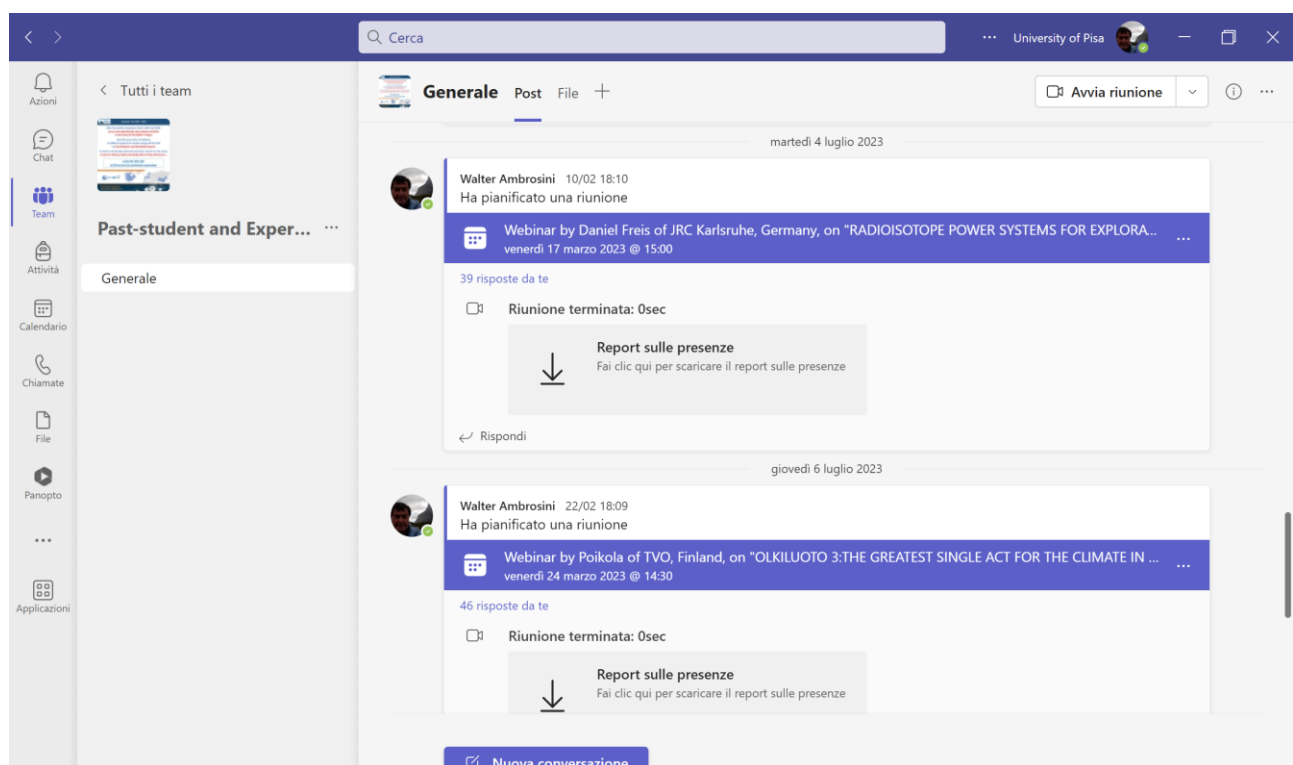 Cerca
University of Pisa
Azioni
Chat
Team
Attività
Calendario
Chiamate
File
Panopto
Applicazioni
Tutti i team
Past-student and Exper...
Generale
Generale Post File
Avvia riunione
martedì 4 luglio 2023
Walter Ambrosini 10/02 18:10
Ha pianificato una riunione
Webinar by Daniel Freis of JRC Karlsruhe, Germany, on "RADIOISOTOPE POWER SYSTEMS FOR EXPLORA...
venerdì 17 marzo 2023 @ 15:00
39 risposte da te
Riunione terminata: 0sec
Report sulle presenze
Fai clic qui per scaricare il report sulle presenze
Rispondi
giovedì 6 luglio 2023
Walter Ambrosini 22/02 18:09
Ha pianificato una riunione
Webinar by Poikola of TVO, Finland, on "OLKILUOTO 3:THE GREATEST SINGLE ACT FOR THE CLIMATE IN ...
venerdì 24 marzo 2023 @ 14:30
46 risposte da te
Riunione terminata: 0sec
Report sulle presenze
Fai clic qui per scaricare il report sulle presenze
Nuova conversazione